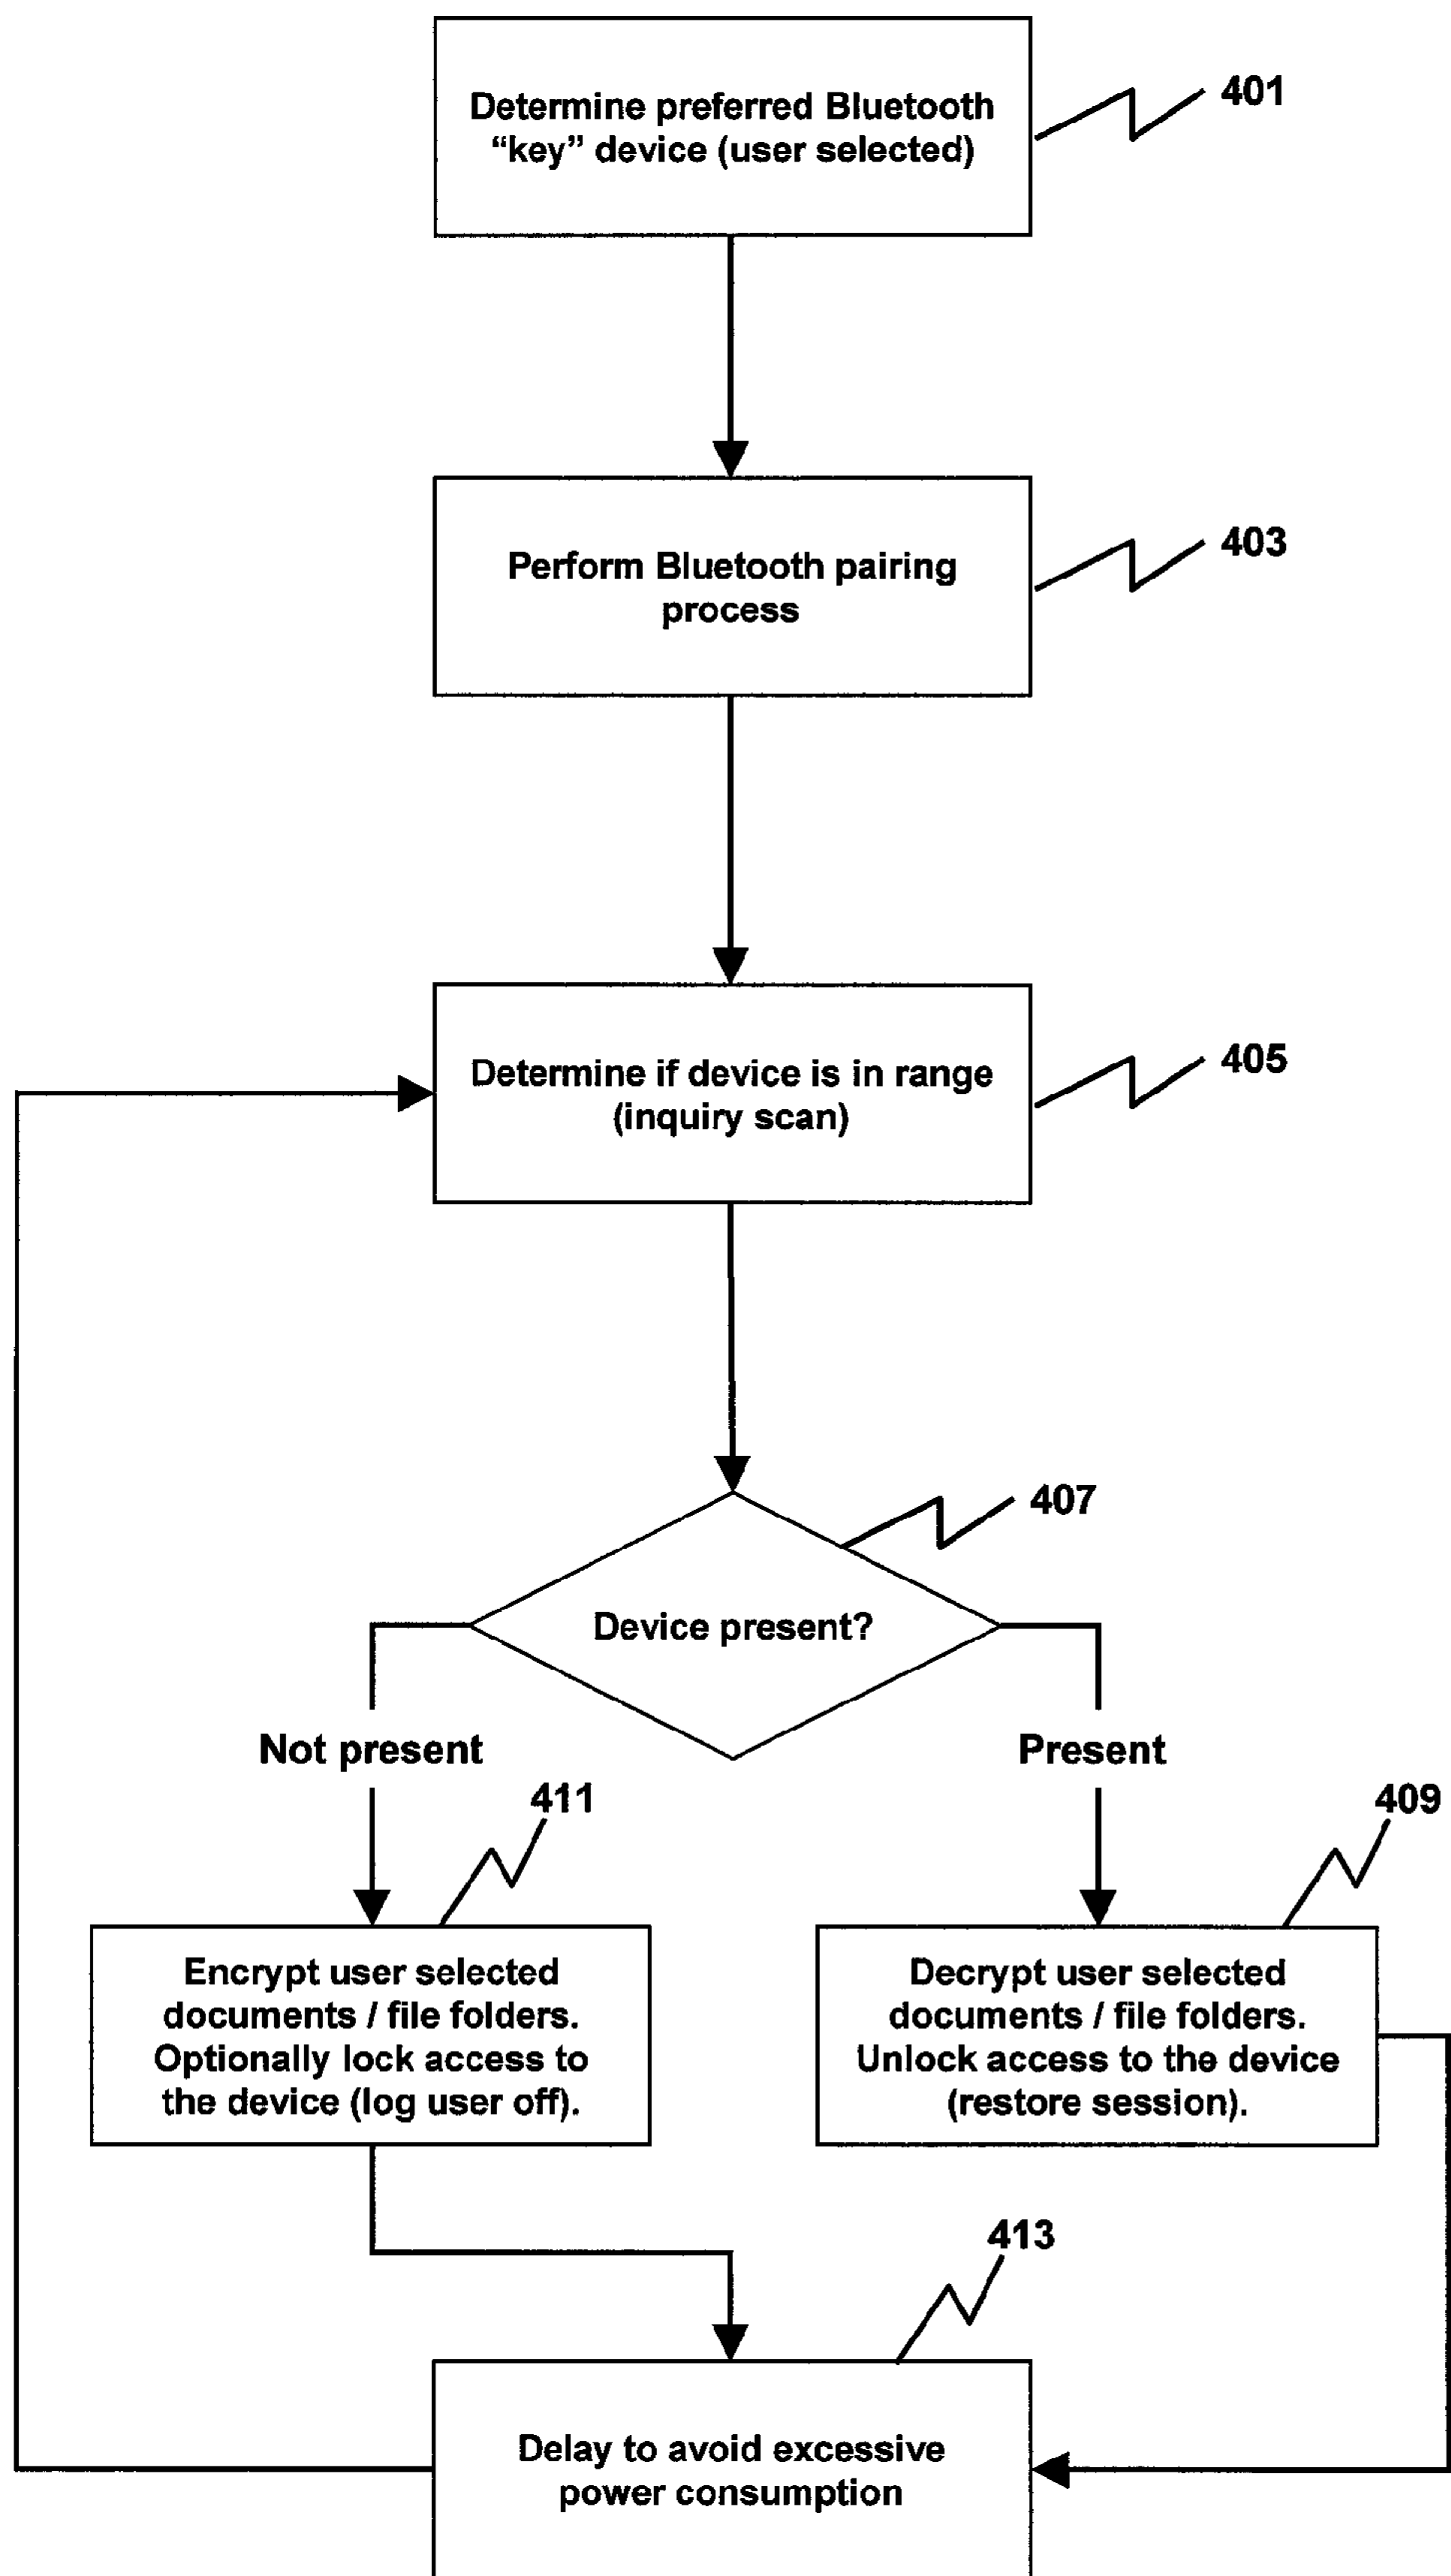 Determine preferred Bluetooth
“key” device (user selected)
401
Perform Bluetooth pairing
process
403
Determine if device is in range
(inquiry scan)
405
407
Device present?
Not present
Present
411
409
Encrypt user selected
documents / file folders.
Optionally lock access to
the device (log user off).
Decrypt user selected
documents / file folders.
Unlock access to the device
(restore session).
413
Delay to avoid excessive
power consumption